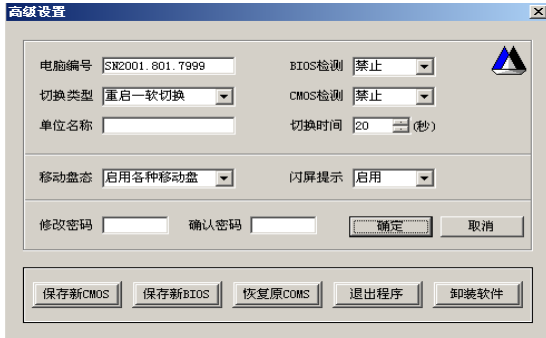 高级设置
电脑编号 SN2001.801.7999 BIOS检测 禁止
切换类型 重启一软切换 CMOS检测 禁止
单位名称 切换时间 20 (秒)
移动盘态 启用各种移动盘 闪屏提示 启用
修改密码 确认密码 确定 取消
保存新CMOS 保存新BIOS 恢复原COMS 退出程序 卸装软件